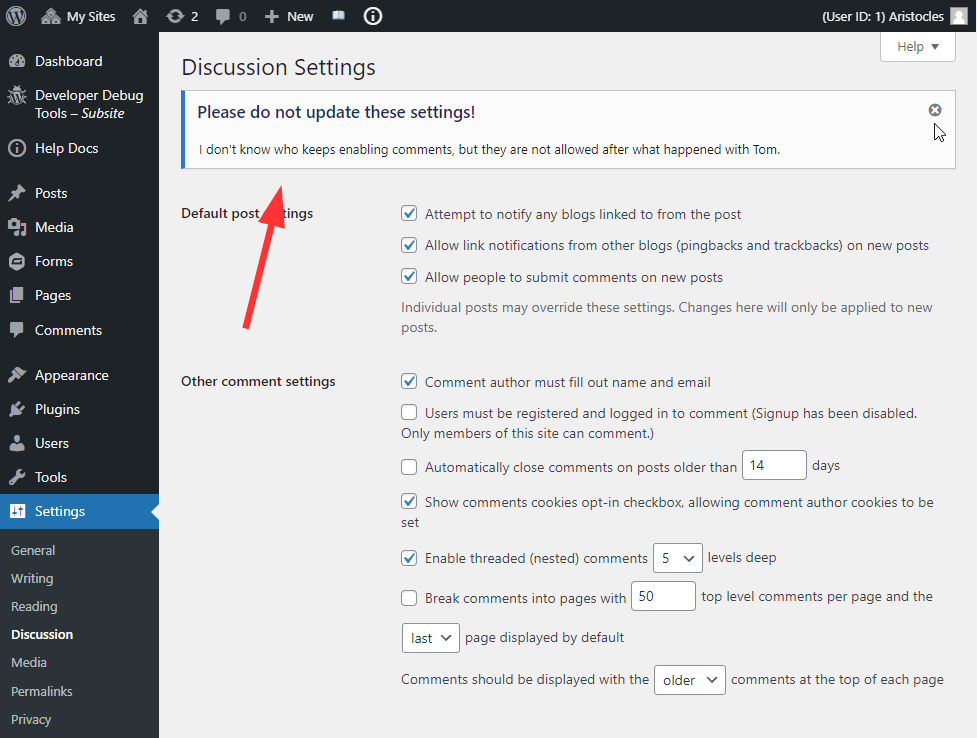 My Sites 2 0 New (User ID: 1) Aristocles
Help
Dashboard
Developer Debug
Tools – Subsite
Help Docs
Posts
Media
Forms
Pages
Comments
Appearance
Plugins
Users
Tools
Settings
General
Writing
Reading
Discussion
Media
Permalinks
Privacy
Discussion Settings
Please do not update these settings!
I don't know who keeps enabling comments, but they are not allowed after what happened with Tom.
Default post
Attempt to notify any blogs linked to from the post
Allow link notifications from other blogs (pingbacks and trackbacks) on new posts
Allow people to submit comments on new posts
Individual posts may override these settings. Changes here will only be applied to new
posts.
Other comment settings
Comment author must fill out name and email
Users must be registered and logged in to comment (Signup has been disabled.
Only members of this site can comment.)
Automatically close comments on posts older than 14 days
Show comments cookies opt-in checkbox, allowing comment author cookies to be
set
Enable threaded (nested) comments 5 levels deep
Break comments into pages with 50 top level comments per page and the
last page displayed by default
Comments should be displayed with the older comments at the top of each page